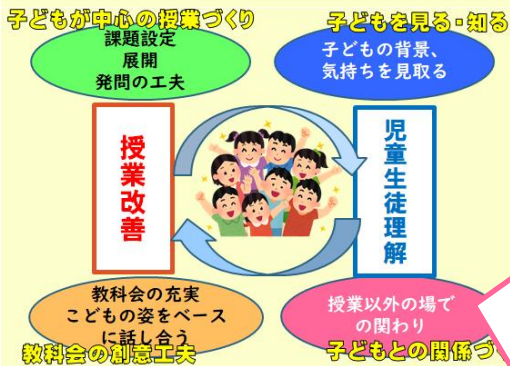 子どもが中心の授業づくり
課題設定
展開
発問の工夫
子どもを見る・知る
子どもの背景、
気持ちを見取る
授業改善
児童生徒理解
教科会の充実
こどもの姿をベース
に話し合う
教科会の創意工夫
授業以外の場で
の関わり
子どもとの関係づ